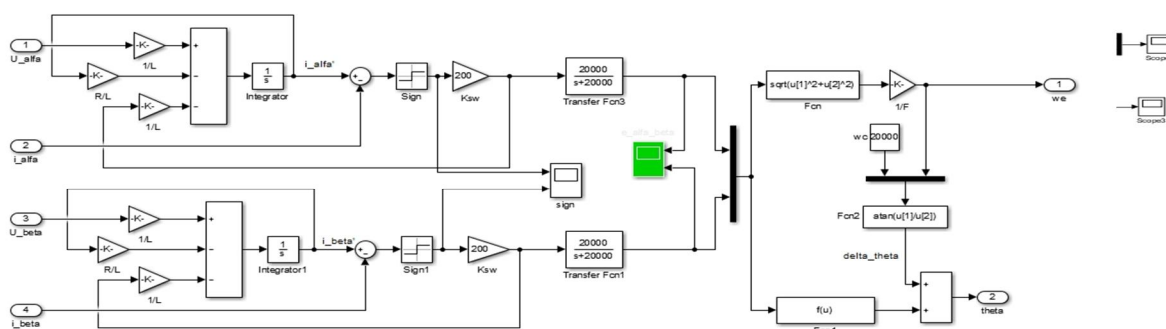 1
U_alfa
-K-
1/L
-K-
R/L
-K-
1/L
+
-
-
1
s
Integrator
i_alfa'
+
-
Sign
200
Ksw
20000
s+20000
Transfer Fcn3
2
i_alfa
3
U_beta
-K-
1/L
-K-
R/L
-K-
1/L
+
-
-
1
s
Integrator1
i_beta'
+
-
Sign1
200
Ksw
20000
s+20000
Transfer Fcn1
4
i_beta
sign
e_alfa_beta
sqrt(u[1]^2+u[2]^2)
Fcn
-K-
1/F
1
we
wc
20000
Fcn2
atan(u[1]/u[2])
delta_theta
f(u)
+
+
2
theta
Scope3